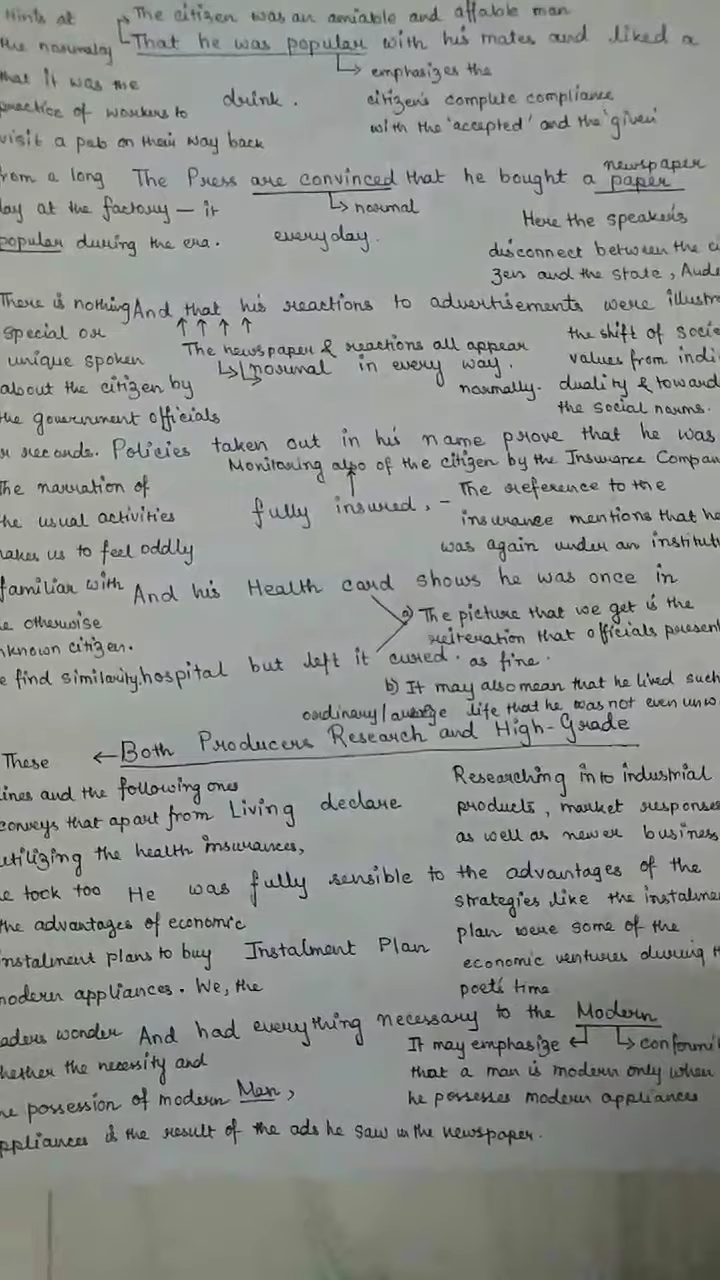 Hints at The citizen was an amiable and affable man
the normalcy That he was popular with his mates and liked a
that it was the emphasizes the
practice of workers to drink. citizen's complete compliance
visit a pub on their way back with the 'accepted' and the 'given'
from a long The Press are convinced that he bought a newspaper paper
day at the factory — it normal Here the speaker's
popular during the era. everyday. disconnect between the
zen and the state,
There is nothing And that his reactions to advertisements were
special or the shift of
unique spoken The newspaper & reactions all appear values from
about the citizen by normal in every way. normally. duality & toward
the government officials the social norms.
or records. Policies taken out in his name prove that he was
The narration of Monitoring also of the citizen by the Insurance
the usual activities fully insured, – The reference to the
makes us to feel oddly insurance mentions that he
was again under an
familiar with And his Health card shows he was once in
otherwise a) The picture that we get is the
unknown citizen. reiteration that officials present
find similarity, hospital but left it cured. as fine.
b) It may also mean that he lived such
ordinary/average life that he was not even
These ← Both Producers Research and High-Grade
lines and the following ones Researching into industrial
conveys that apart from Living declare products, market responses
utilizing the health insurances, as well as newer business
he took too He was fully sensible to the advantages of the
the advantages of economic strategies like the
instalment plans to buy Instalment Plan plan were some of the
modern appliances. We, the economic ventures during
poet's time
readers wonder And had everything necessary to the Modern
whether the necessity and It may emphasize
the possession of modern Man, that a man is modern only when
he possesses modern appliances
appliances is the result of the ads he saw in the newspaper.